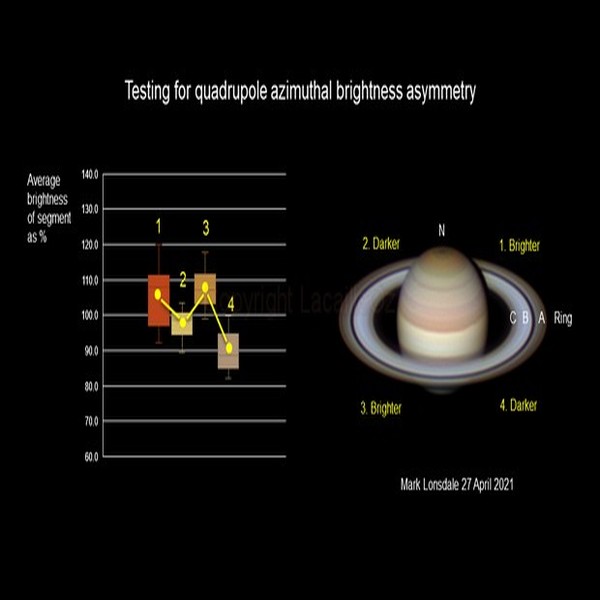 Testing for quadrupole azimuthal brightness asymmetry
Average
brightness
of segment
as %
140.0
130.0
120.0
110.0
100.0
90.0
80.0
70.0
60.0
1
2
3
4
2. Darker
N
1. Brighter
C B A Ring
3. Brighter
4. Darker
Mark Lonsdale 27 April 2021